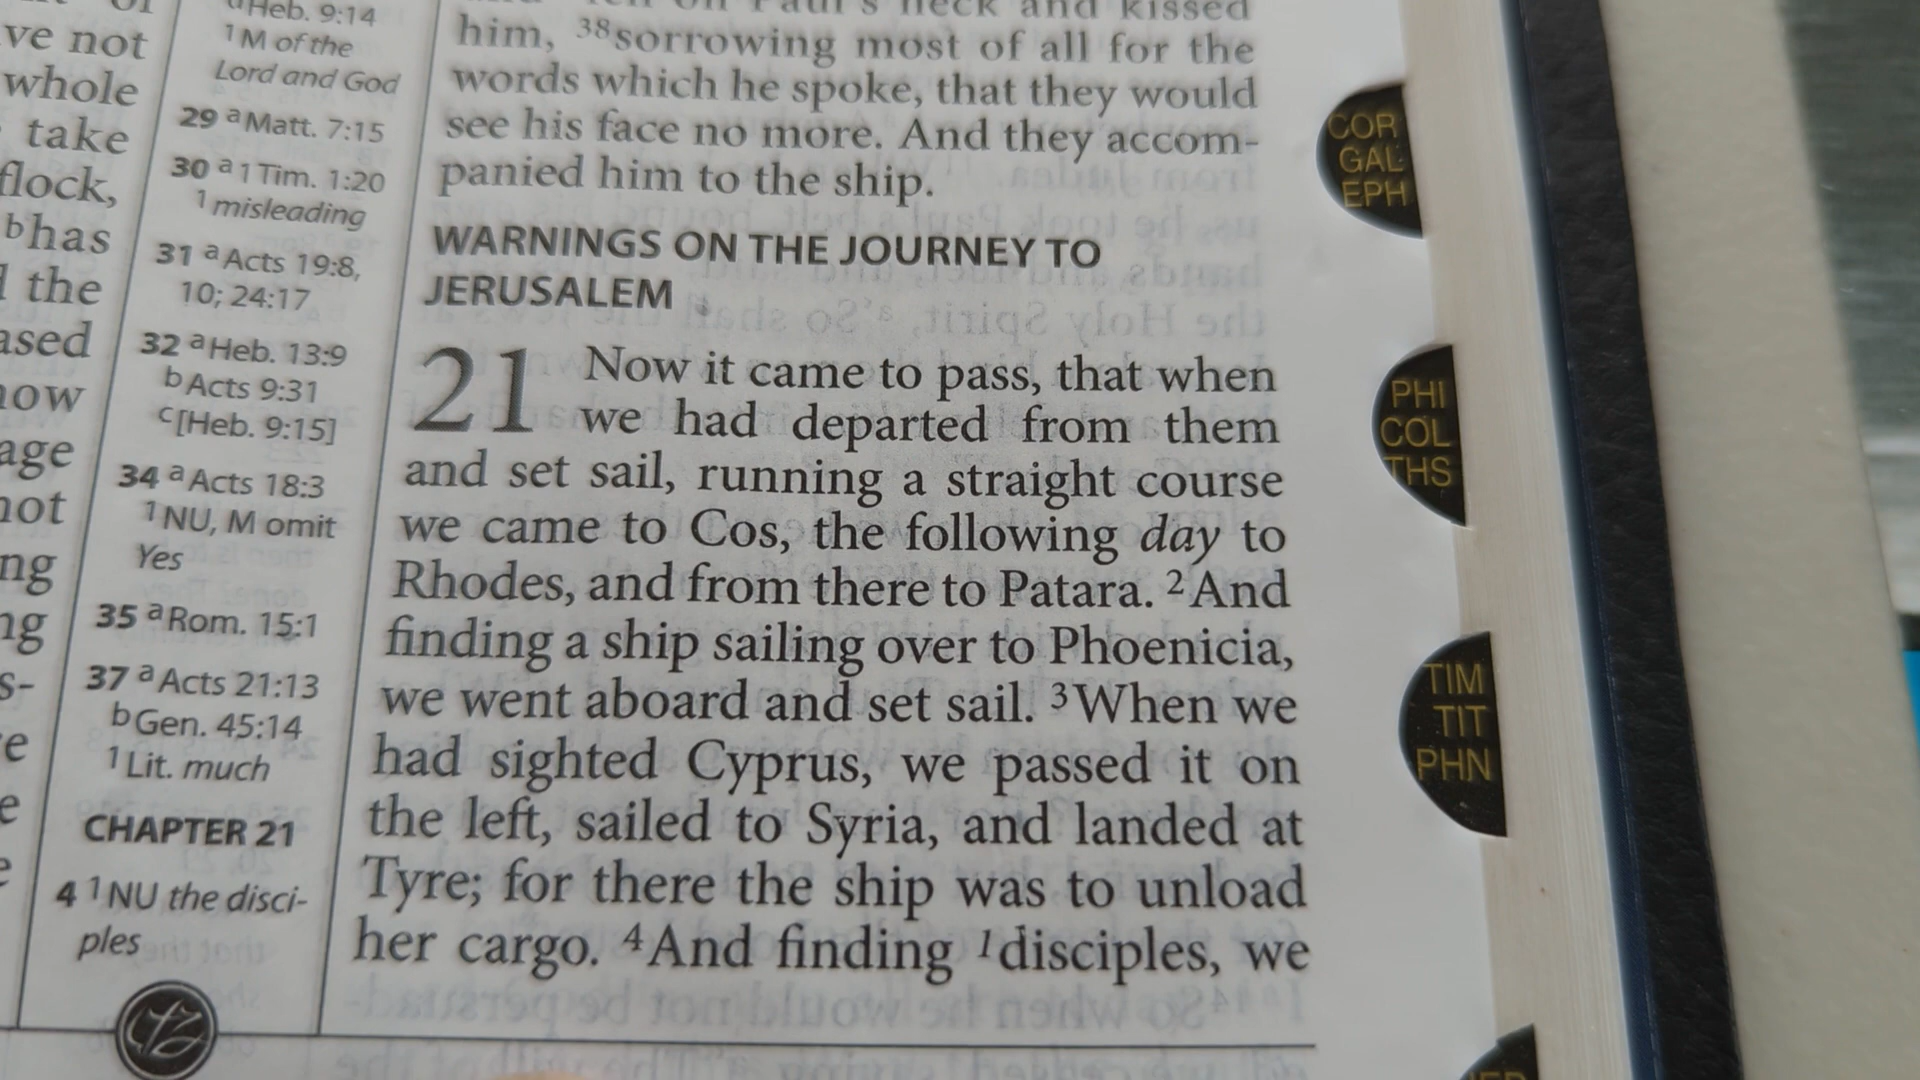 ve not
whole
take
flock,
bhas
the
ased
now
age
not
ng
ng
s-
e
e
e
aHeb. 9:14
1M of the
Lord and God
29 aMatt. 7:15
30 a1 Tim. 1:20
1misleading
31 aActs 19:8,
10; 24:17
32 aHeb. 13:9
bActs 9:31
c[Heb. 9:15]
34 aActs 18:3
1NU, M omit
Yes
35 aRom. 15:1
37 aActs 21:13
bGen. 45:14
1Lit. much
CHAPTER 21
4 1NU the disci-
ples
on Paul's neck and kissed
him, 38sorrowing most of all for the
words which he spoke, that they would
see his face no more. And they accom-
panied him to the ship.
WARNINGS ON THE JOURNEY TO
JERUSALEM
21 Now it came to pass, that when
we had departed from them
and set sail, running a straight course
we came to Cos, the following day to
Rhodes, and from there to Patara. 2And
finding a ship sailing over to Phoenicia,
we went aboard and set sail. 3When we
had sighted Cyprus, we passed it on
the left, sailed to Syria, and landed at
Tyre; for there the ship was to unload
her cargo. 4And finding 1disciples, we
COR
GAL
EPH
PHI
COL
THS
TIM
TIT
PHN